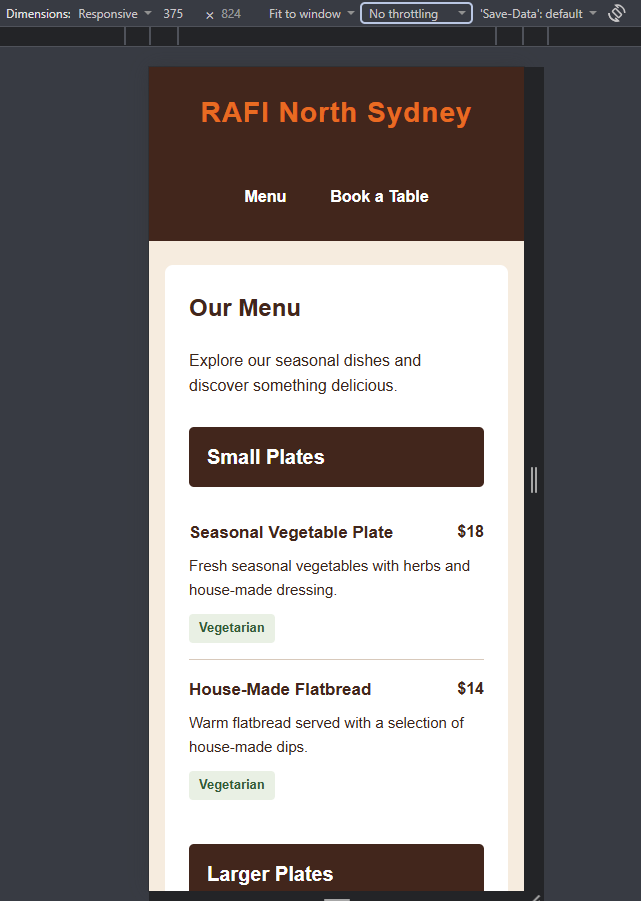 Dimensions: Responsive 375 × 824 Fit to window No throttling 'Save-Data': default
RAFI North Sydney
Menu Book a Table
Our Menu
Explore our seasonal dishes and
discover something delicious.
Small Plates
Seasonal Vegetable Plate $18
Fresh seasonal vegetables with herbs and
house-made dressing.
Vegetarian
House-Made Flatbread $14
Warm flatbread served with a selection of
house-made dips.
Vegetarian
Larger Plates